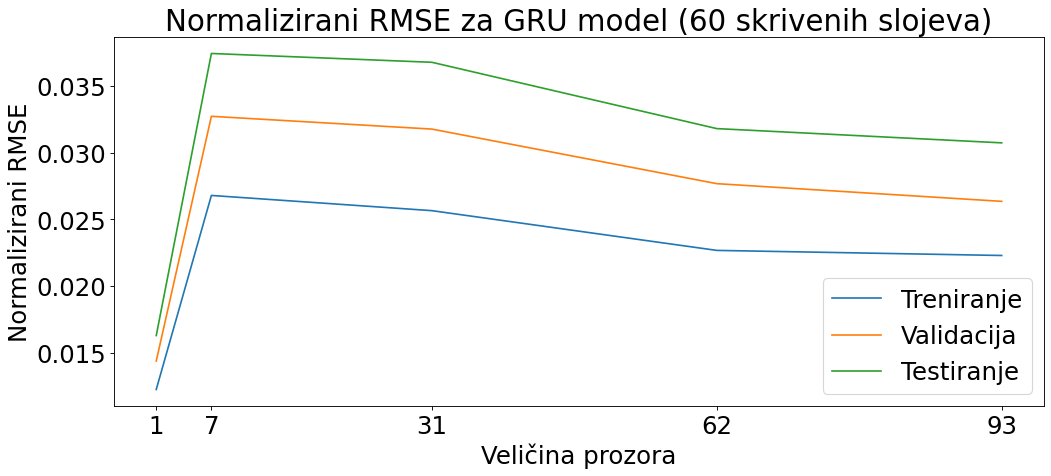 Normalizirani RMSE za GRU model (60 skrivenih slojeva)
Normalizirani RMSE
0.035
0.030
0.025
0.020
0.015
Treniranje
Validacija
Testiranje
1 7 31 62 93
Veličina prozora